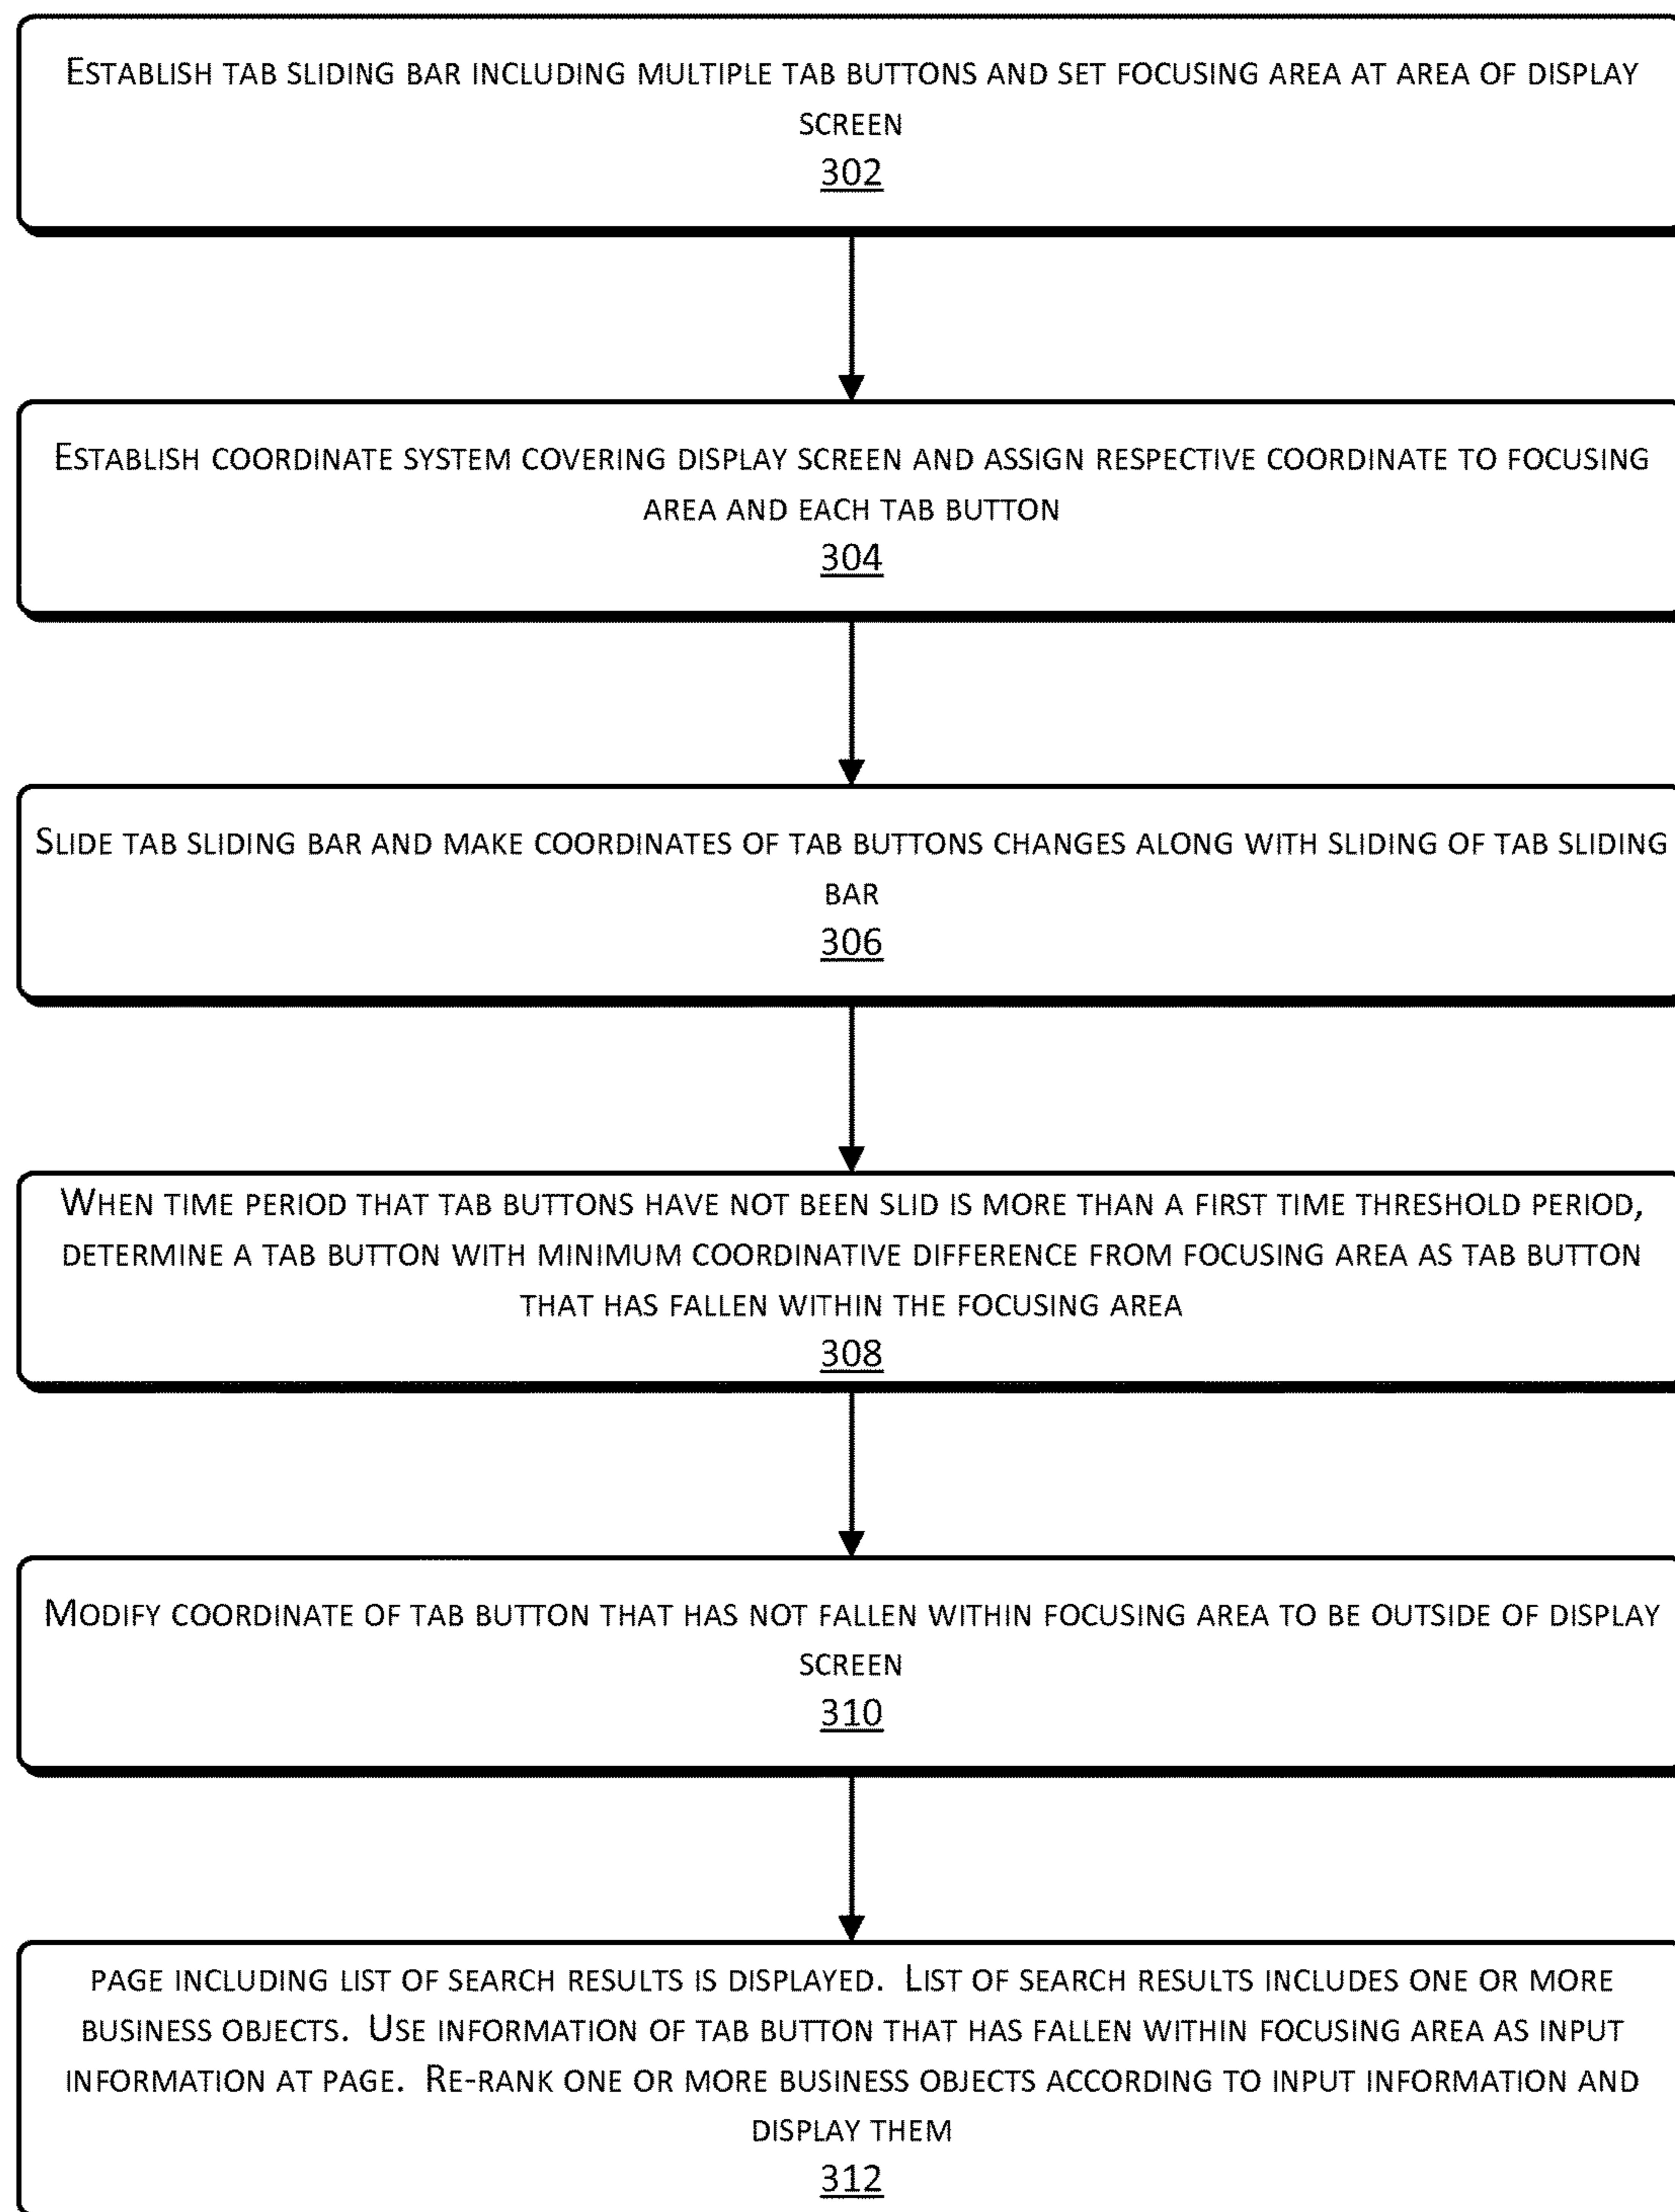 ESTABLISH TAB SLIDING BAR INCLUDING MULTIPLE TAB BUTTONS AND SET FOCUSING AREA AT AREA OF DISPLAY
SCREEN
302
ESTABLISH COORDINATE SYSTEM COVERING DISPLAY SCREEN AND ASSIGN RESPECTIVE COORDINATE TO FOCUSING
AREA AND EACH TAB BUTTON
304
SLIDE TAB SLIDING BAR AND MAKE COORDINATES OF TAB BUTTONS CHANGES ALONG WITH SLIDING OF TAB SLIDING
BAR
306
WHEN TIME PERIOD THAT TAB BUTTONS HAVE NOT BEEN SLID IS MORE THAN A FIRST TIME THRESHOLD PERIOD,
DETERMINE A TAB BUTTON WITH MINIMUM COORDINATIVE DIFFERENCE FROM FOCUSING AREA AS TAB BUTTON
THAT HAS FALLEN WITHIN THE FOCUSING AREA
308
MODIFY COORDINATE OF TAB BUTTON THAT HAS NOT FALLEN WITHIN FOCUSING AREA TO BE OUTSIDE OF DISPLAY
SCREEN
310
PAGE INCLUDING LIST OF SEARCH RESULTS IS DISPLAYED. LIST OF SEARCH RESULTS INCLUDES ONE OR MORE
BUSINESS OBJECTS. USE INFORMATION OF TAB BUTTON THAT HAS FALLEN WITHIN FOCUSING AREA AS INPUT
INFORMATION AT PAGE. RE-RANK ONE OR MORE BUSINESS OBJECTS ACCORDING TO INPUT INFORMATION AND
DISPLAY THEM
312